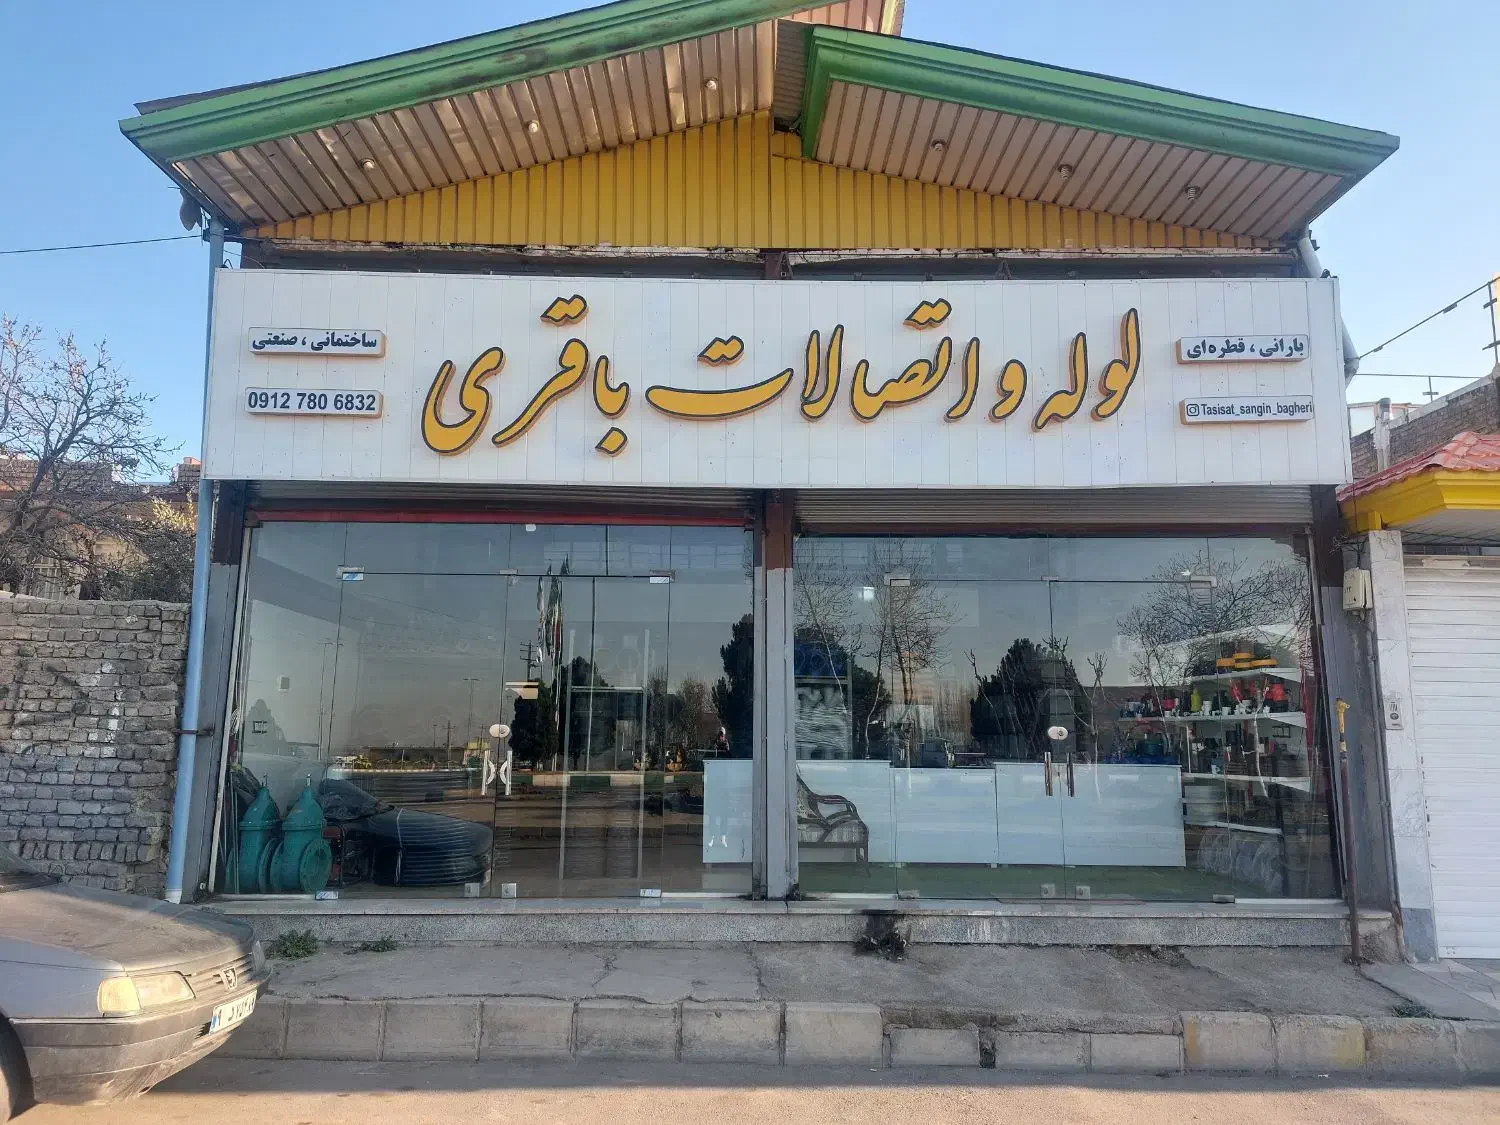 لوله و اتصالات باقری
بارانی ، قطره‌ای
Tasisat_sangin_bagheri
ساختمانی ، صنعتی
0912 780 6832